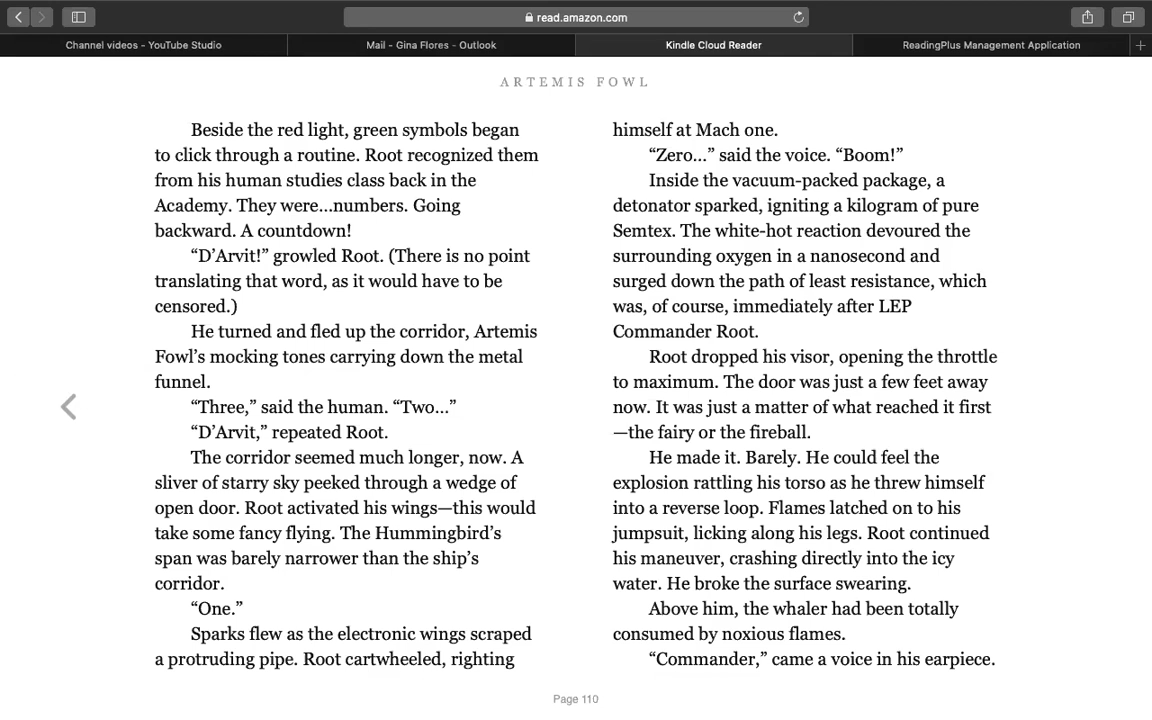 read.amazon.com
Channel videos - YouTube Studio
Mail - Gina Flores - Outlook
Kindle Cloud Reader
ReadingPlus Management Application
ARTEMIS FOWL
Beside the red light, green symbols began
to click through a routine. Root recognized them
from his human studies class back in the
Academy. They were...numbers. Going
backward. A countdown!
“D’Arvit!” growled Root. (There is no point
translating that word, as it would have to be
censored.)
He turned and fled up the corridor, Artemis
Fowl’s mocking tones carrying down the metal
funnel.
“Three,” said the human. “Two...”
“D’Arvit,” repeated Root.
The corridor seemed much longer, now. A
sliver of starry sky peeked through a wedge of
open door. Root activated his wings—this would
take some fancy flying. The Hummingbird’s
span was barely narrower than the ship’s
corridor.
“One.”
Sparks flew as the electronic wings scraped
a protruding pipe. Root cartwheeled, righting
himself at Mach one.
“Zero...” said the voice. “Boom!”
Inside the vacuum-packed package, a
detonator sparked, igniting a kilogram of pure
Semtex. The white-hot reaction devoured the
surrounding oxygen in a nanosecond and
surged down the path of least resistance, which
was, of course, immediately after LEP
Commander Root.
Root dropped his visor, opening the throttle
to maximum. The door was just a few feet away
now. It was just a matter of what reached it first
—the fairy or the fireball.
He made it. Barely. He could feel the
explosion rattling his torso as he threw himself
into a reverse loop. Flames latched on to his
jumpsuit, licking along his legs. Root continued
his maneuver, crashing directly into the icy
water. He broke the surface swearing.
Above him, the whaler had been totally
consumed by noxious flames.
“Commander,” came a voice in his earpiece.
Page 110